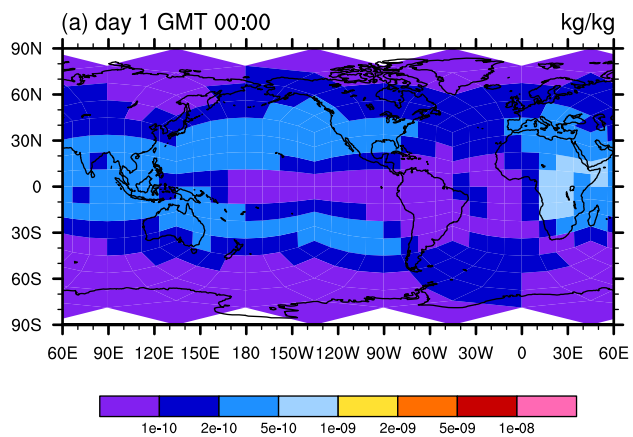 (a) day 1 GMT 00:00 kg/kg
90N
60N
30N
0
30S
60S
90S
60E 90E 120E 150E 180 150W 120W 90W 60W 30W 0 30E 60E
1e-10 2e-10 5e-10 1e-09 2e-09 5e-09 1e-08